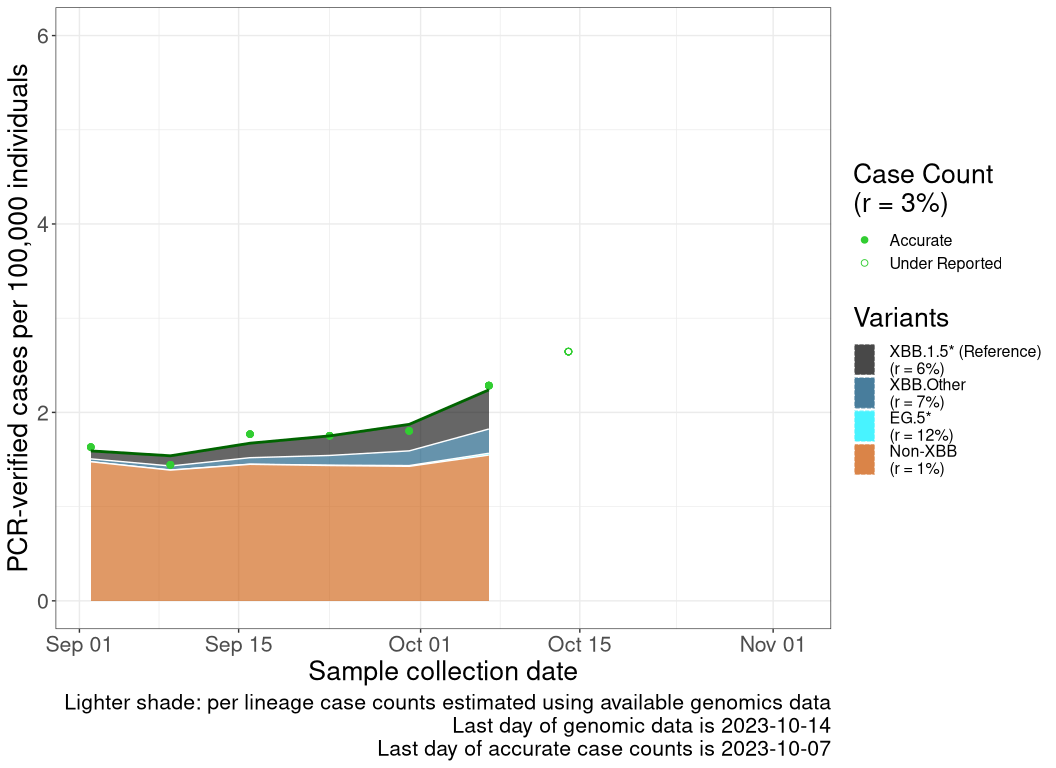 6
4
2
0
PCR-verified cases per 100,000 individuals
Sep 01
Sep 15
Oct 01
Oct 15
Nov 01
Sample collection date
Lighter shade: per lineage case counts estimated using available genomics data
Last day of genomic data is 2023-10-14
Last day of accurate case counts is 2023-10-07
Case Count
(r = 3%)
Accurate
Under Reported
Variants
XBB.1.5* (Reference)
(r = 6%)
XBB.Other
(r = 7%)
EG.5*
(r = 12%)
Non-XBB
(r = 1%)